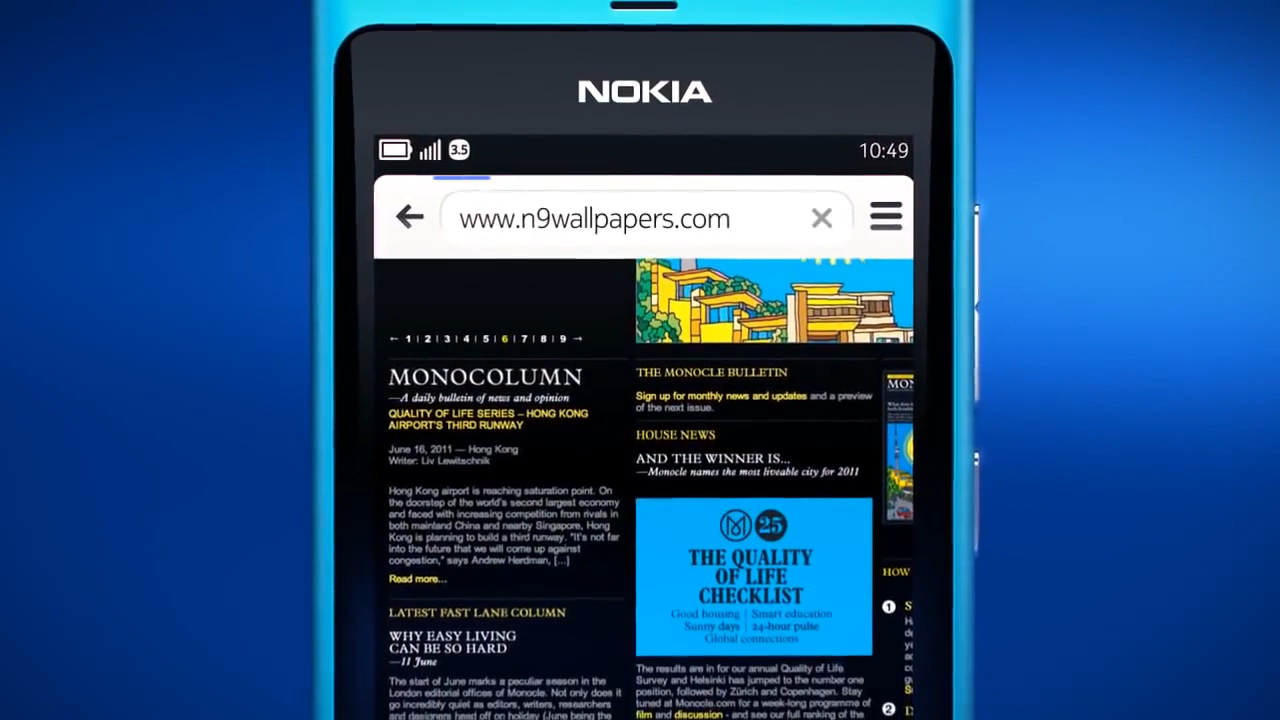 NOKIA
3.5
10:49
www.n9wallpapers.com
← 1 | 2 | 3 | 4 | 5 | 6 | 7 | 8 | 9 →
MONOCOLUMN
—A daily bulletin of news and opinion
QUALITY OF LIFE SERIES – HONG KONG
AIRPORT'S THIRD RUNWAY
June 16, 2011 — Hong Kong
Writer: Liv Lewitschnik
Hong Kong airport is reaching saturation point. On
the doorstep of the world's second largest economy
and faced with increasing competition from rivals in
both mainland China and nearby Singapore, Hong
Kong is planning to build a third runway. "It's not far
into the future that we will come up against
congestion," says Andrew Herdman, [...]
Read more...
LATEST FAST LANE COLUMN
WHY EASY LIVING
CAN BE SO HARD
—11 June
The start of June marks a peculiar season in the
London editorial offices of Monocle. Not only does it
go incredibly quiet as editors, writers, researchers
and designers head off on holiday (June being the
THE MONOCLE BULLETIN
Sign up for monthly news and updates and a preview
of the next issue.
HOUSE NEWS
AND THE WINNER IS...
—Monocle names the most liveable city for 2011
25
THE QUALITY
OF LIFE
CHECKLIST
Good housing | Smart education
Sunny days | 24-hour pulse
Global connections
The results are in for our annual Quality of Life
Survey and Helsinki has jumped to the number one
position, followed by Zürich and Copenhagen. Stay
tuned at Monocle.com for a week-long programme of
film and discussion - and see our full ranking of the
MON
HOW
1
2